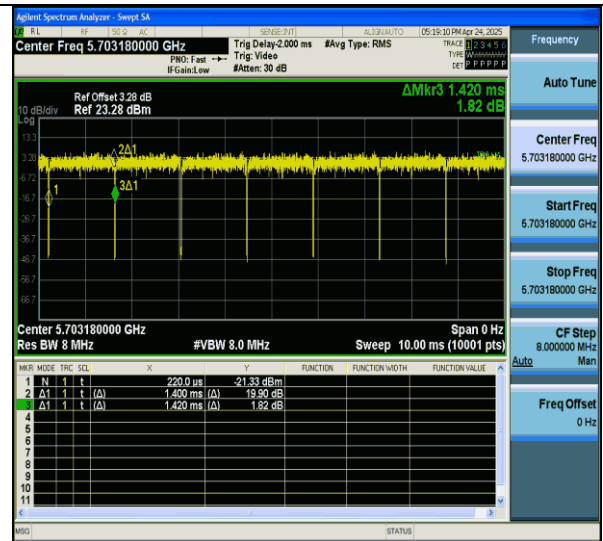 Agilent Spectrum Analyzer - Swept SA
RL RF 50 Ω AC SENSE:INT ALIGN AUTO 05:19:10 PM Apr 24, 2025
Center Freq 5.703180000 GHz
PNO: Fast
IFGain:Low
Trig Delay-2.000 ms
Trig: Video
#Atten: 30 dB
#Avg Type: RMS
TRACE 1 2 3 4 5 6
TYPE
DET P P P P P P
Frequency
ΔMkr3 1.420 ms
1.82 dB
Ref Offset 3.28 dB
10 dB/div Ref 23.28 dBm
Log
13.3
3.28
-6.72
-16.7
-26.7
-36.7
-46.7
-56.7
-66.7
2Δ1
1
3Δ1
Center 5.703180000 GHz Span 0 Hz
Res BW 8 MHz #VBW 8.0 MHz Sweep 10.00 ms (10001 pts)
MKR MODE TRC SCL X Y FUNCTION FUNCTION WIDTH FUNCTION VALUE
1 N 1 t 220.0 µs -21.33 dBm
2 Δ1 1 t (Δ) 1.400 ms (Δ) 19.90 dB
3 Δ1 1 t (Δ) 1.420 ms (Δ) 1.82 dB
4
5
6
7
8
9
10
11
MSG STATUS
Auto Tune
Center Freq
5.703180000 GHz
Start Freq
5.703180000 GHz
Stop Freq
5.703180000 GHz
CF Step
8.000000 MHz
Auto Man
Freq Offset
0 Hz